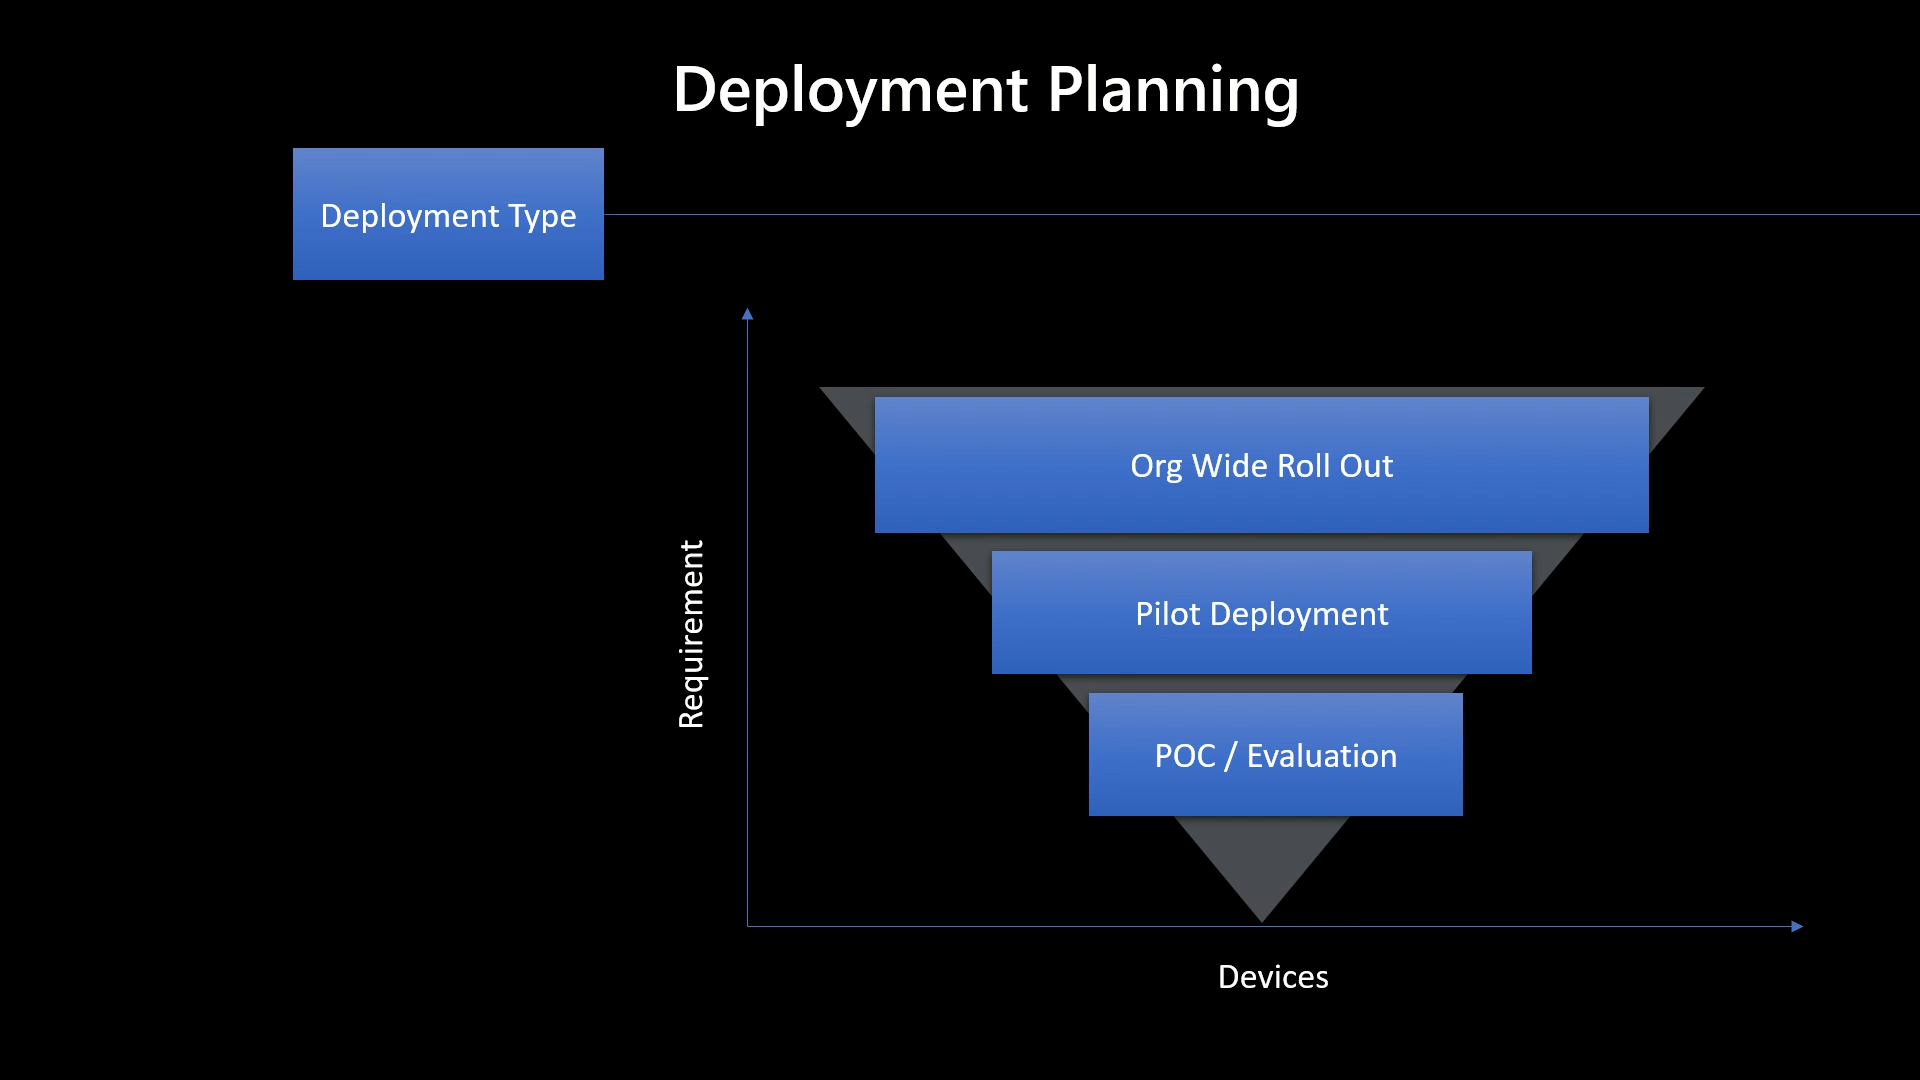 Deployment Planning
Deployment Type
Org Wide Roll Out
Pilot Deployment
POC / Evaluation
Requirement
Devices